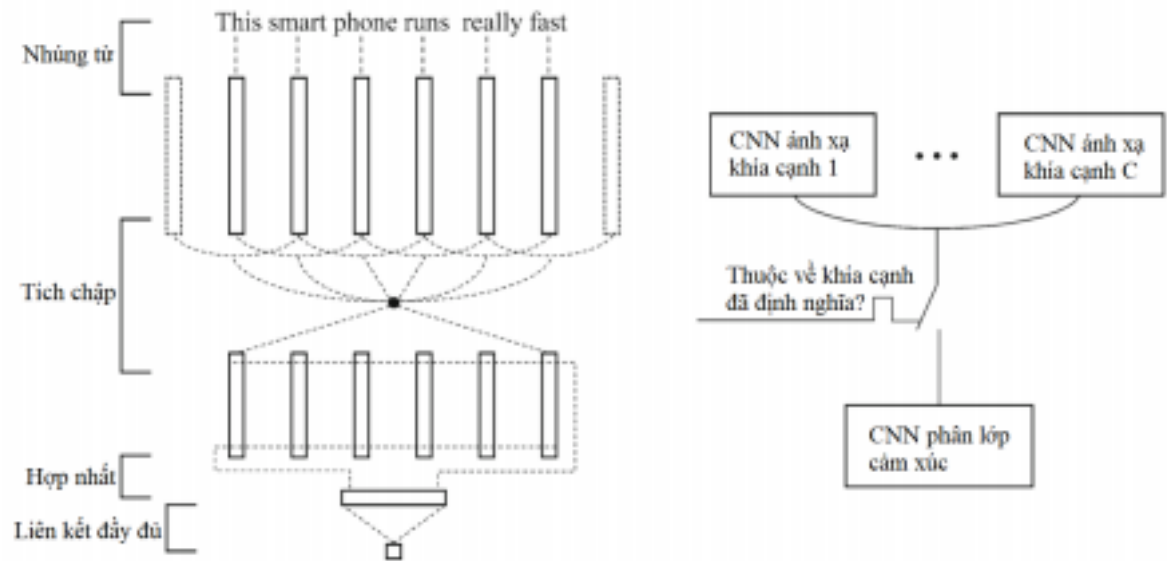 This smart phone runs really fast
Nhúng từ
Tích chập
Hợp nhất
Liên kết đầy đủ
CNN ánh xạ
khía cạnh 1
CNN ánh xạ
khía cạnh C
Thuộc về khía cạnh
đã định nghĩa?
CNN phân lớp
cảm xúc